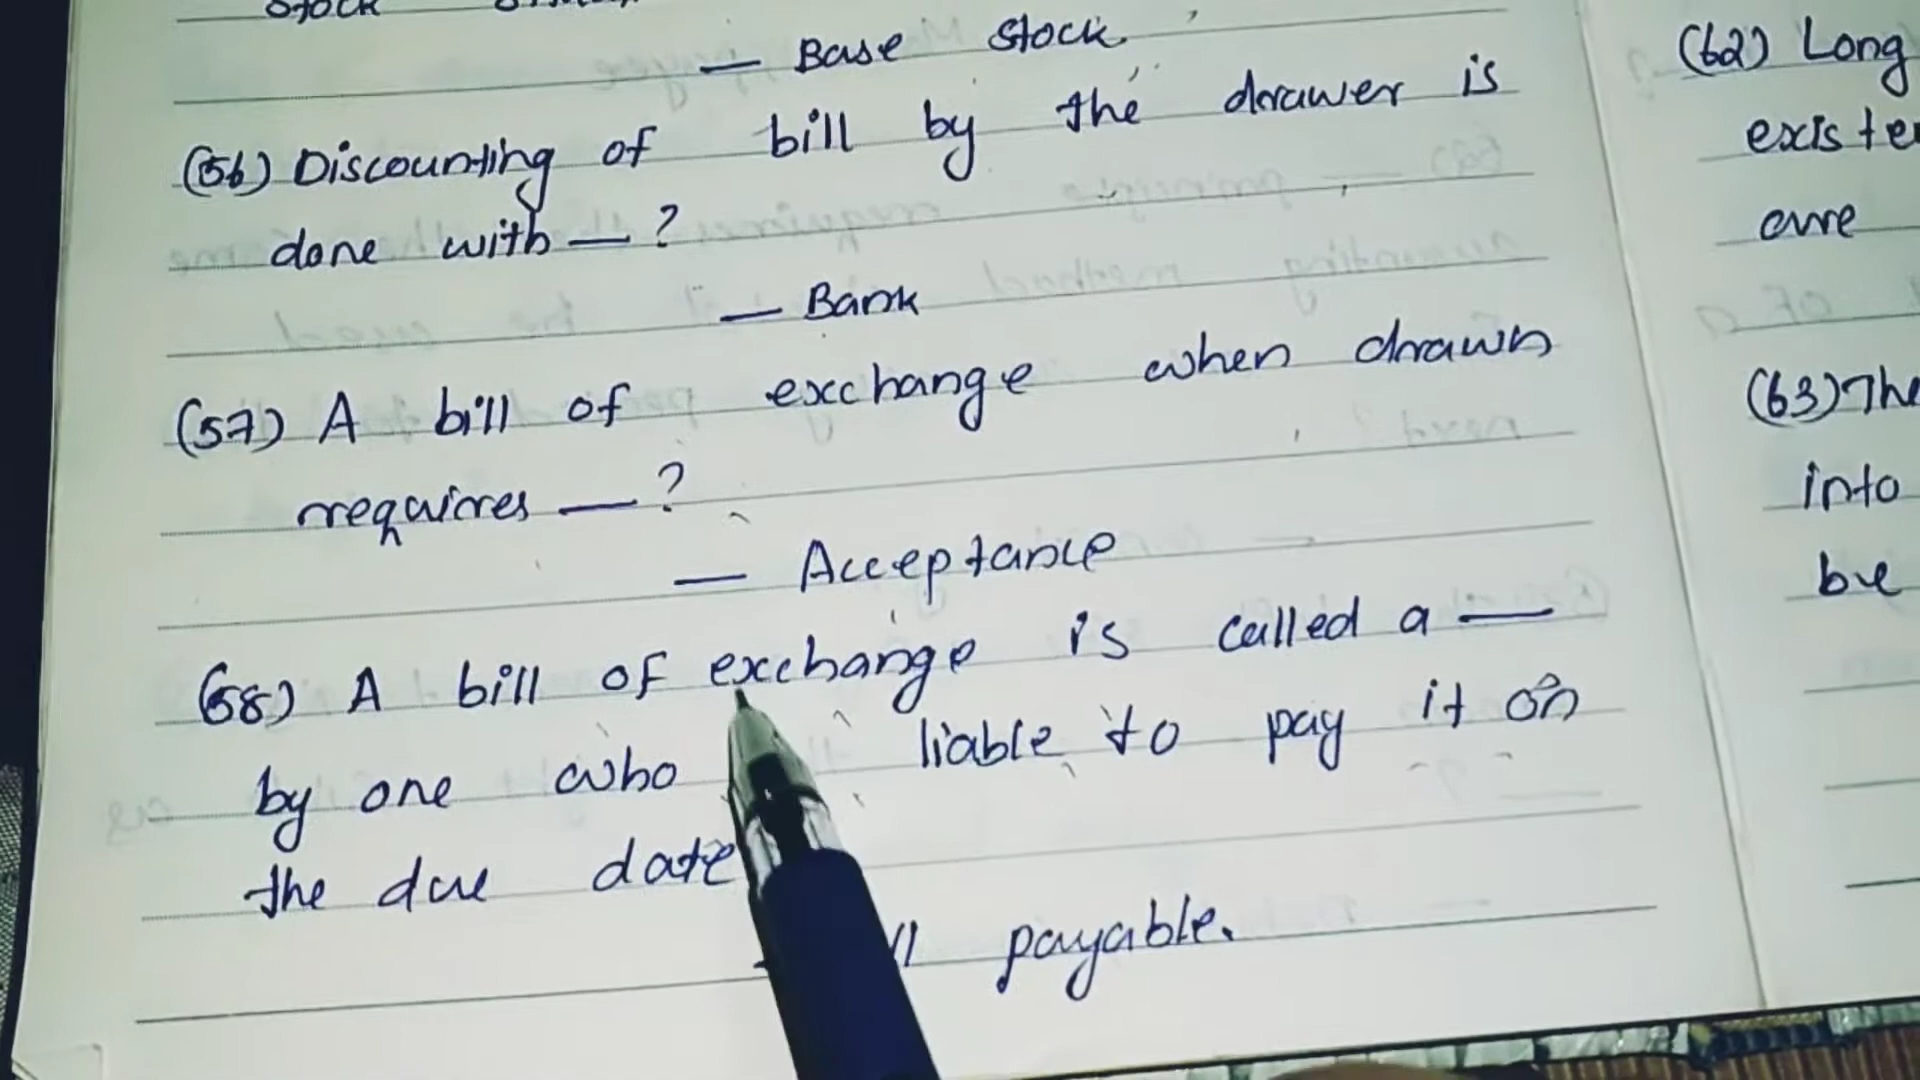 — Base stock
(56) Discounting of bill by the drawer is
done with — ?
— Bank
(57) A bill of exchange when drawn
requires — ?
— Acceptance
(58) A bill of exchange is called a —
by one who liable to pay it on
the due date
payable.
(62) Long
are
(63) The
into
be